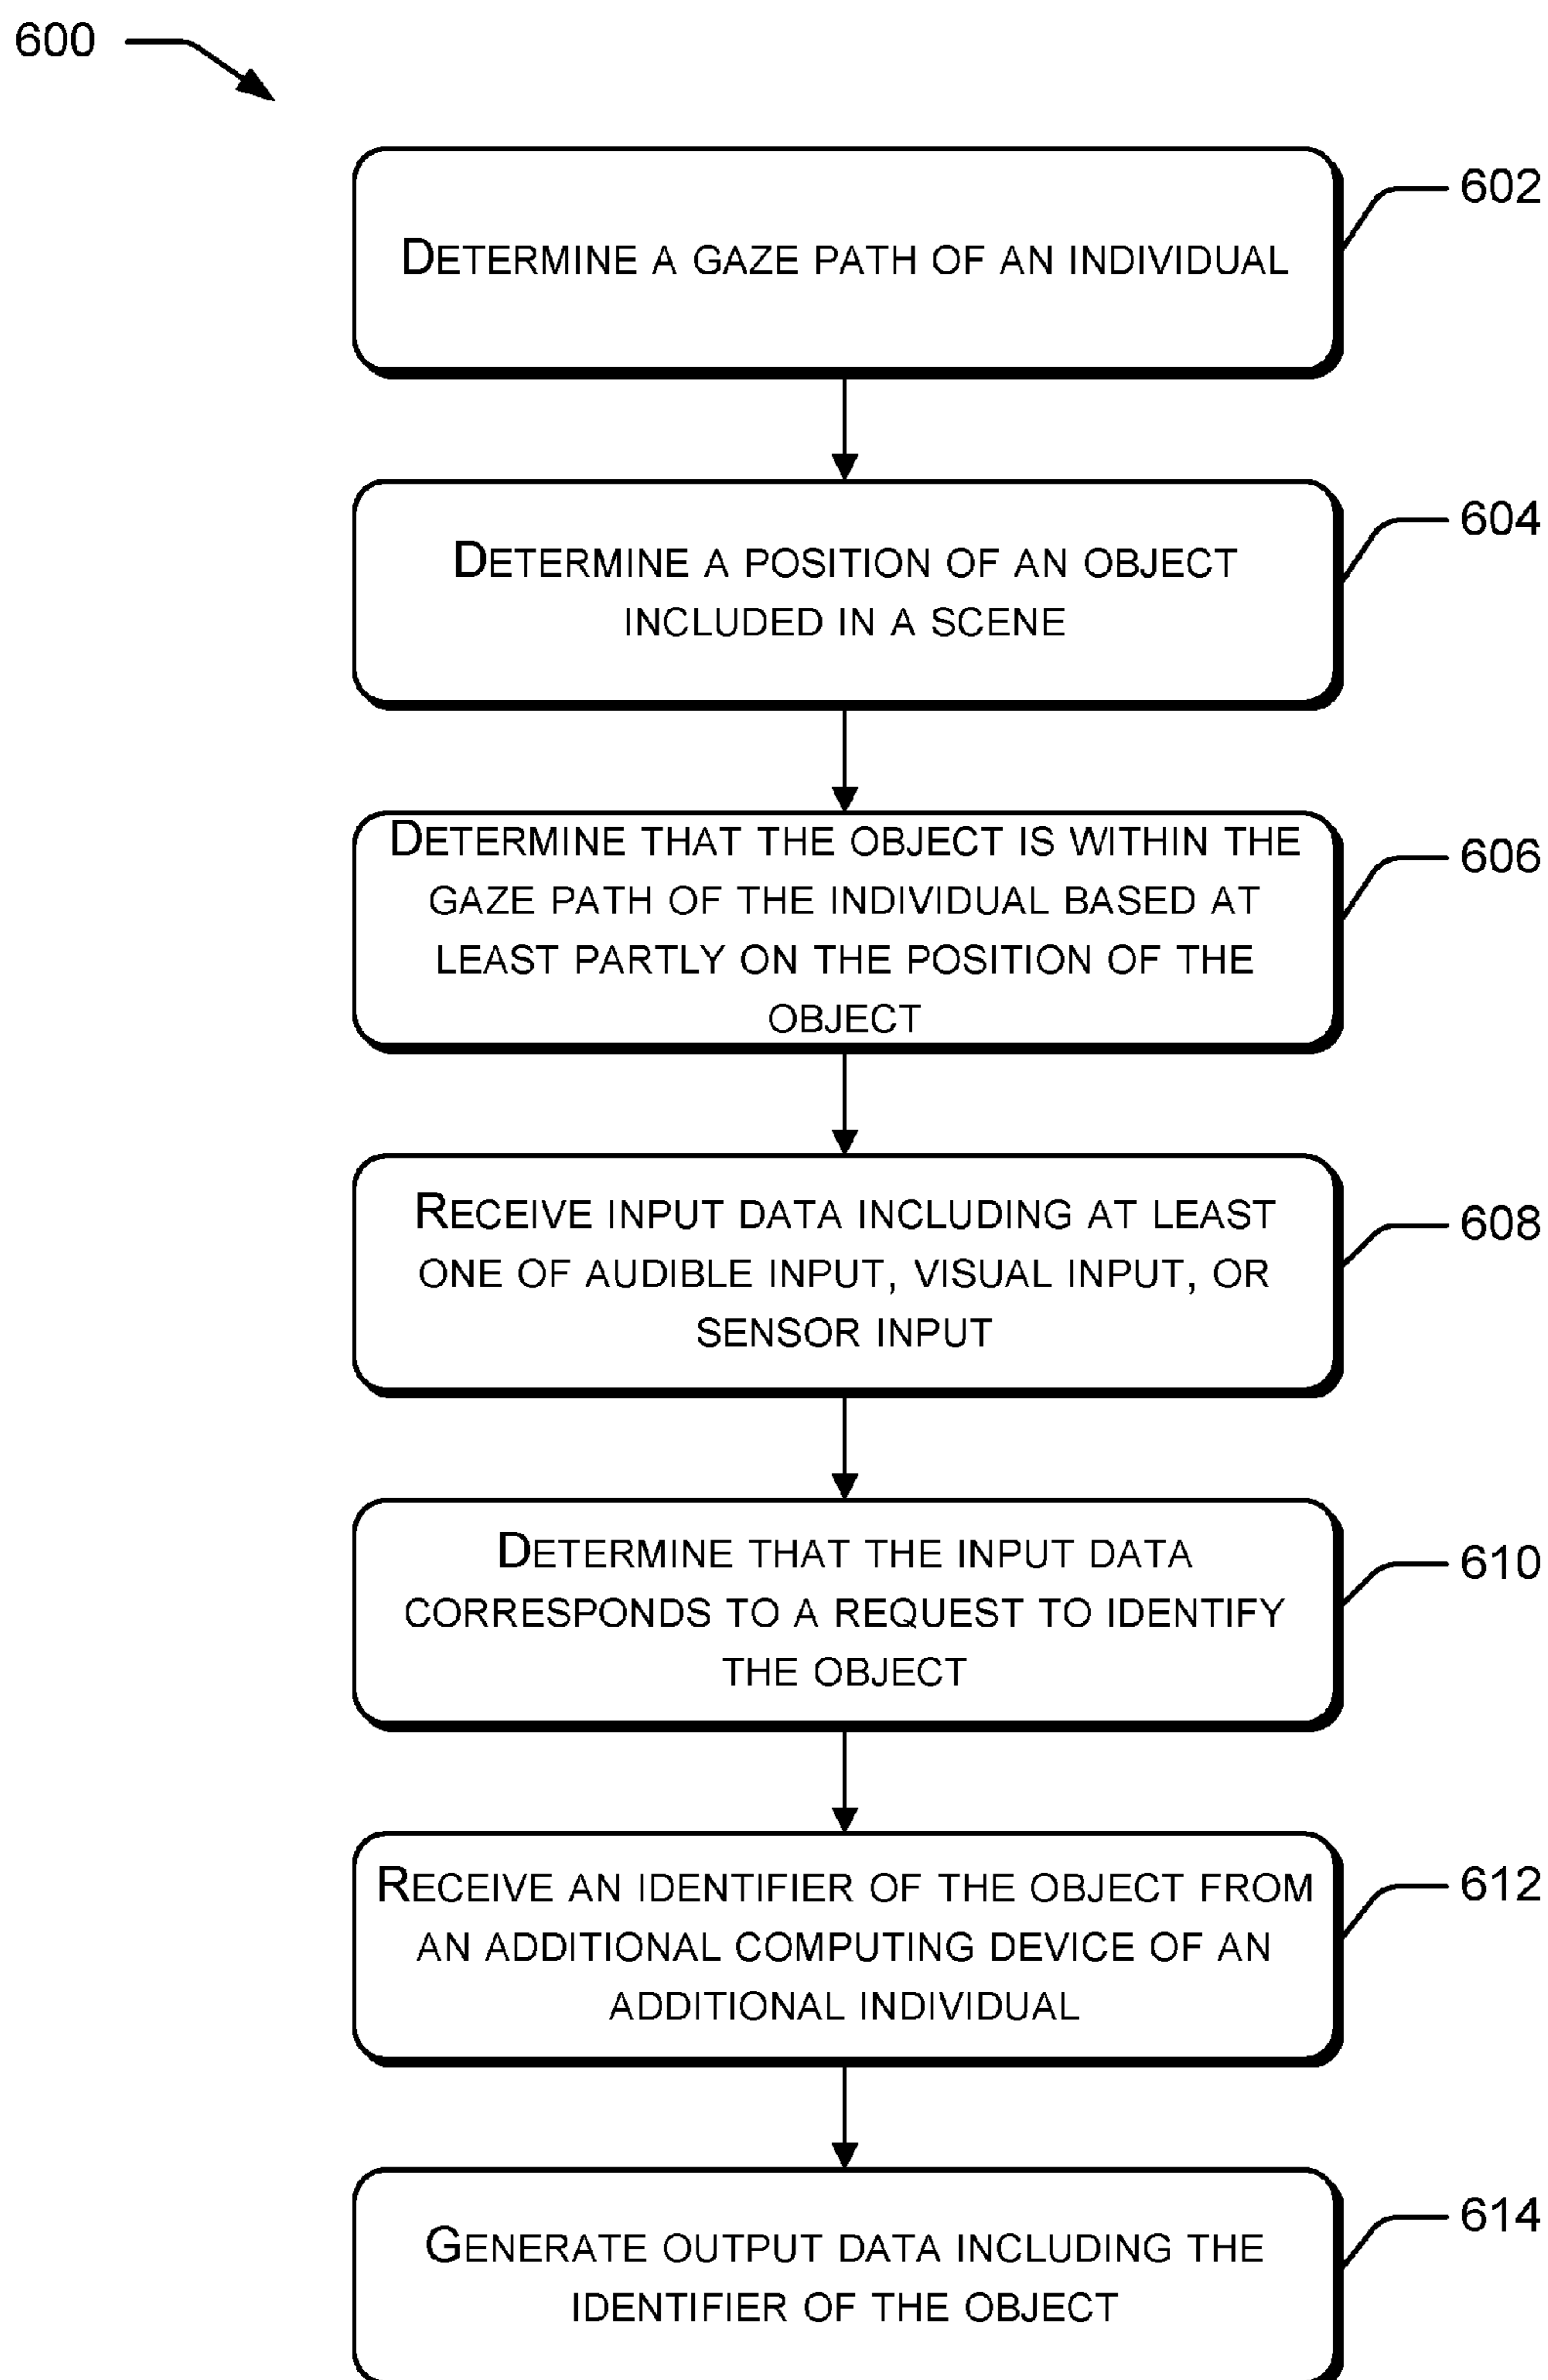 600
DETERMINE A GAZE PATH OF AN INDIVIDUAL
602
DETERMINE A POSITION OF AN OBJECT
INCLUDED IN A SCENE
604
DETERMINE THAT THE OBJECT IS WITHIN THE
GAZE PATH OF THE INDIVIDUAL BASED AT
LEAST PARTLY ON THE POSITION OF THE
OBJECT
606
RECEIVE INPUT DATA INCLUDING AT LEAST
ONE OF AUDIBLE INPUT, VISUAL INPUT, OR
SENSOR INPUT
608
DETERMINE THAT THE INPUT DATA
CORRESPONDS TO A REQUEST TO IDENTIFY
THE OBJECT
610
RECEIVE AN IDENTIFIER OF THE OBJECT FROM
AN ADDITIONAL COMPUTING DEVICE OF AN
ADDITIONAL INDIVIDUAL
612
GENERATE OUTPUT DATA INCLUDING THE
IDENTIFIER OF THE OBJECT
614